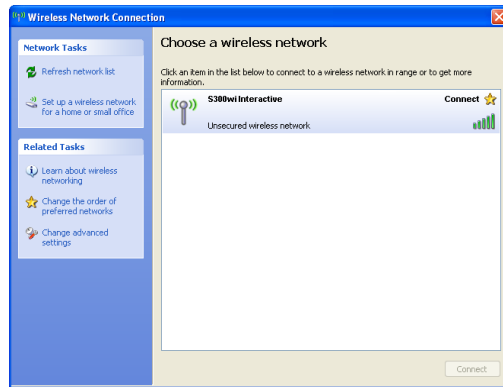 Wireless Network Connection
Network Tasks
Refresh network list
Set up a wireless network
for a home or small office
Related Tasks
Learn about wireless
networking
Change the order of
preferred networks
Change advanced
settings
Choose a wireless network
Click an item in the list below to connect to a wireless network in range or to get more
information.
S300wi Interactive
Connect
Unsecured wireless network
Connect